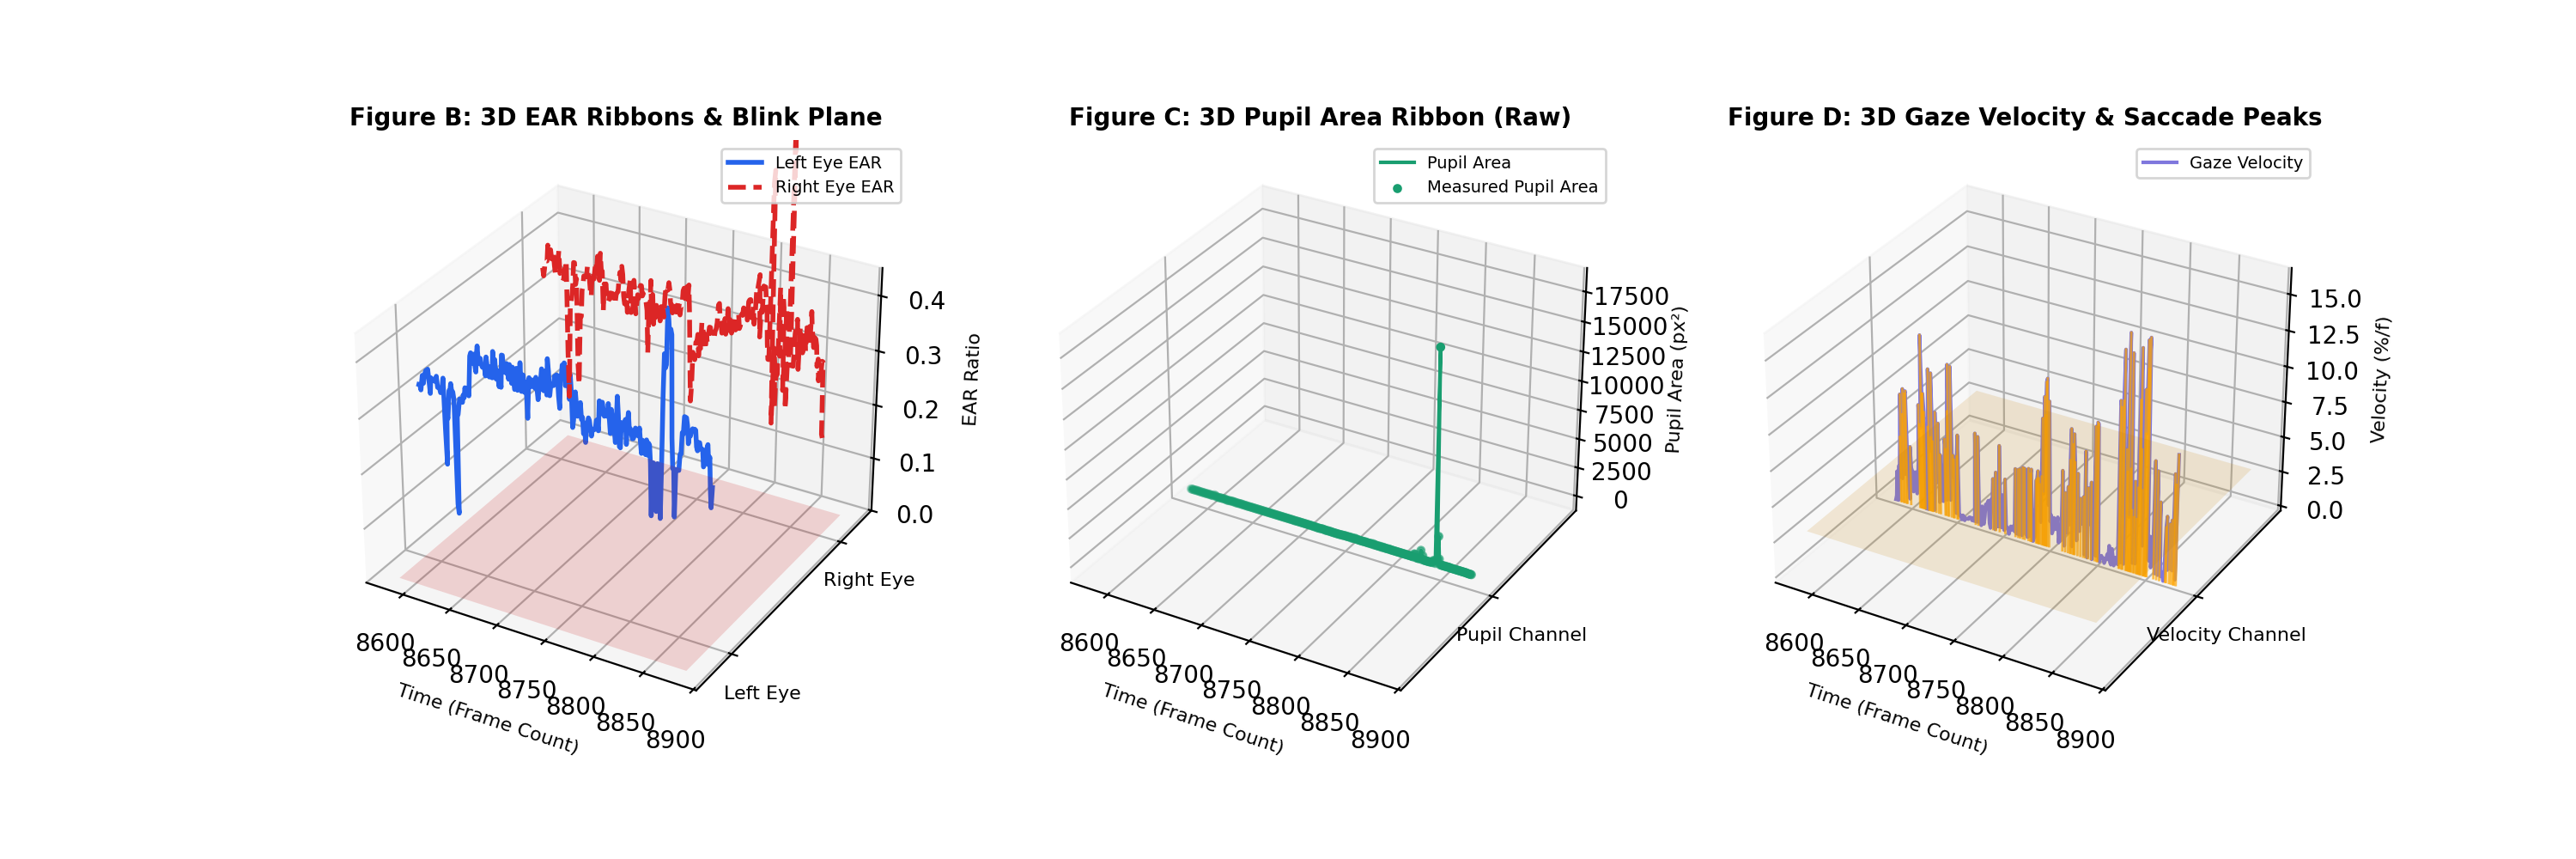 Figure B: 3D EAR Ribbons & Blink Plane
Left Eye EAR
Right Eye EAR
0.4
0.3
0.2
0.1
0.0
EAR Ratio
Right Eye
Left Eye
8600
8650
8700
8750
8800
8850
8900
Time (Frame Count)
Figure C: 3D Pupil Area Ribbon (Raw)
Pupil Area
Measured Pupil Area
17500
15000
12500
10000
7500
5000
2500
0
Pupil Area (px²)
Pupil Channel
8600
8650
8700
8750
8800
8850
8900
Time (Frame Count)
Figure D: 3D Gaze Velocity & Saccade Peaks
Gaze Velocity
15.0
12.5
10.0
7.5
5.0
2.5
0.0
Velocity (%/f)
Velocity Channel
8600
8650
8700
8750
8800
8850
8900
Time (Frame Count)